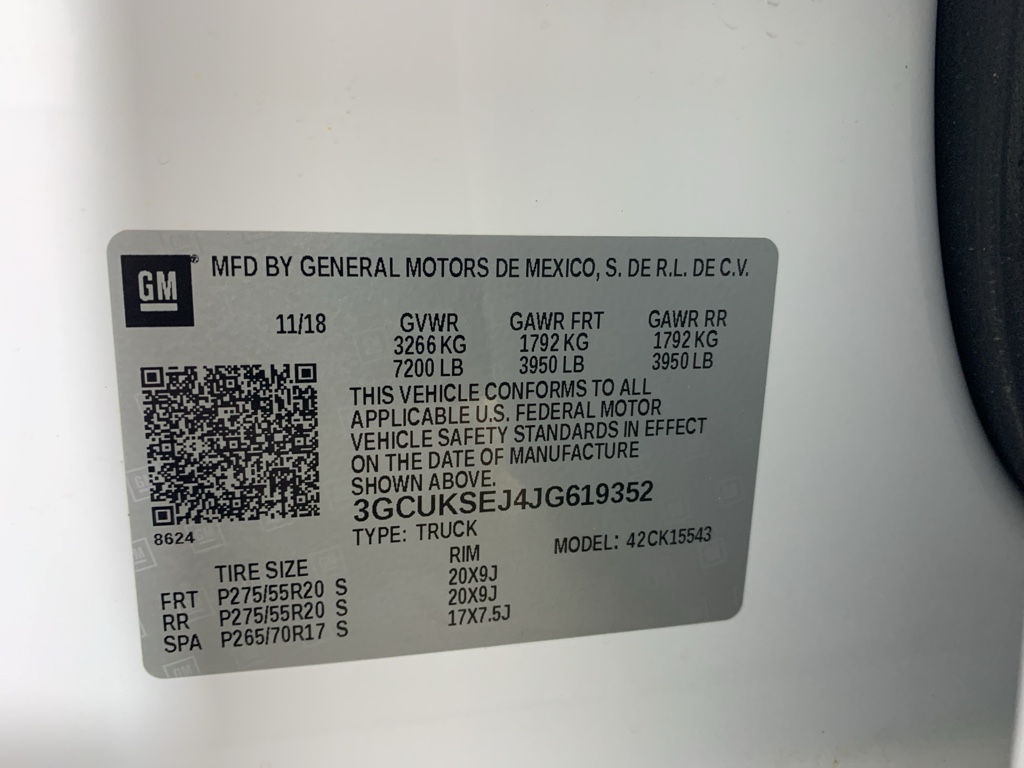 GM
MFD BY GENERAL MOTORS DE MEXICO, S. DE R.L. DE C.V.
11/18 GVWR GAWR FRT GAWR RR
3266 KG 1792 KG 1792 KG
7200 LB 3950 LB 3950 LB
THIS VEHICLE CONFORMS TO ALL
APPLICABLE U.S. FEDERAL MOTOR
VEHICLE SAFETY STANDARDS IN EFFECT
ON THE DATE OF MANUFACTURE
SHOWN ABOVE.
3GCUKSEJ4JG619352
8624
TYPE: TRUCK MODEL: 42CK15543
TIRE SIZE RIM
FRT P275/55R20 S 20X9J
RR P275/55R20 S 20X9J
SPA P265/70R17 S 17X7.5J